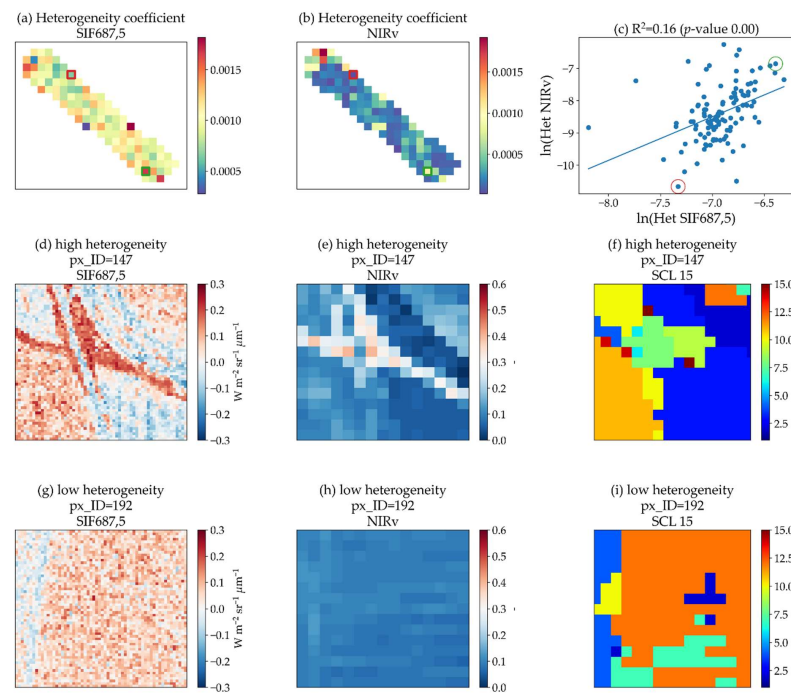 (a) Heterogeneity coefficient
SIF687,5
0.0015
0.0010
0.0005
(b) Heterogeneity coefficient
NIRv
0.0015
0.0010
0.0005
(c) R²=0.16 (p-value 0.00)
ln(Het NIRv)
−7
−8
−9
−10
−8.0
−7.5
−7.0
−6.5
ln(Het SIF687,5)
(d) high heterogeneity
px_ID=147
SIF687,5
0.3
0.2
0.1
0.0
−0.1
−0.2
−0.3
W m⁻² sr⁻¹ μm⁻¹
(e) high heterogeneity
px_ID=147
NIRv
0.6
0.5
0.4
0.3
0.2
0.1
0.0
-
(f) high heterogeneity
px_ID=147
SCL 15
15.0
12.5
10.0
7.5
5.0
2.5
(g) low heterogeneity
px_ID=192
SIF687,5
0.3
0.2
0.1
0.0
−0.1
−0.2
−0.3
W m⁻² sr⁻¹ μm⁻¹
(h) low heterogeneity
px_ID=192
NIRv
0.6
0.5
0.4
0.3
0.2
0.1
0.0
-
(i) low heterogeneity
px_ID=192
SCL 15
15.0
12.5
10.0
7.5
5.0
2.5